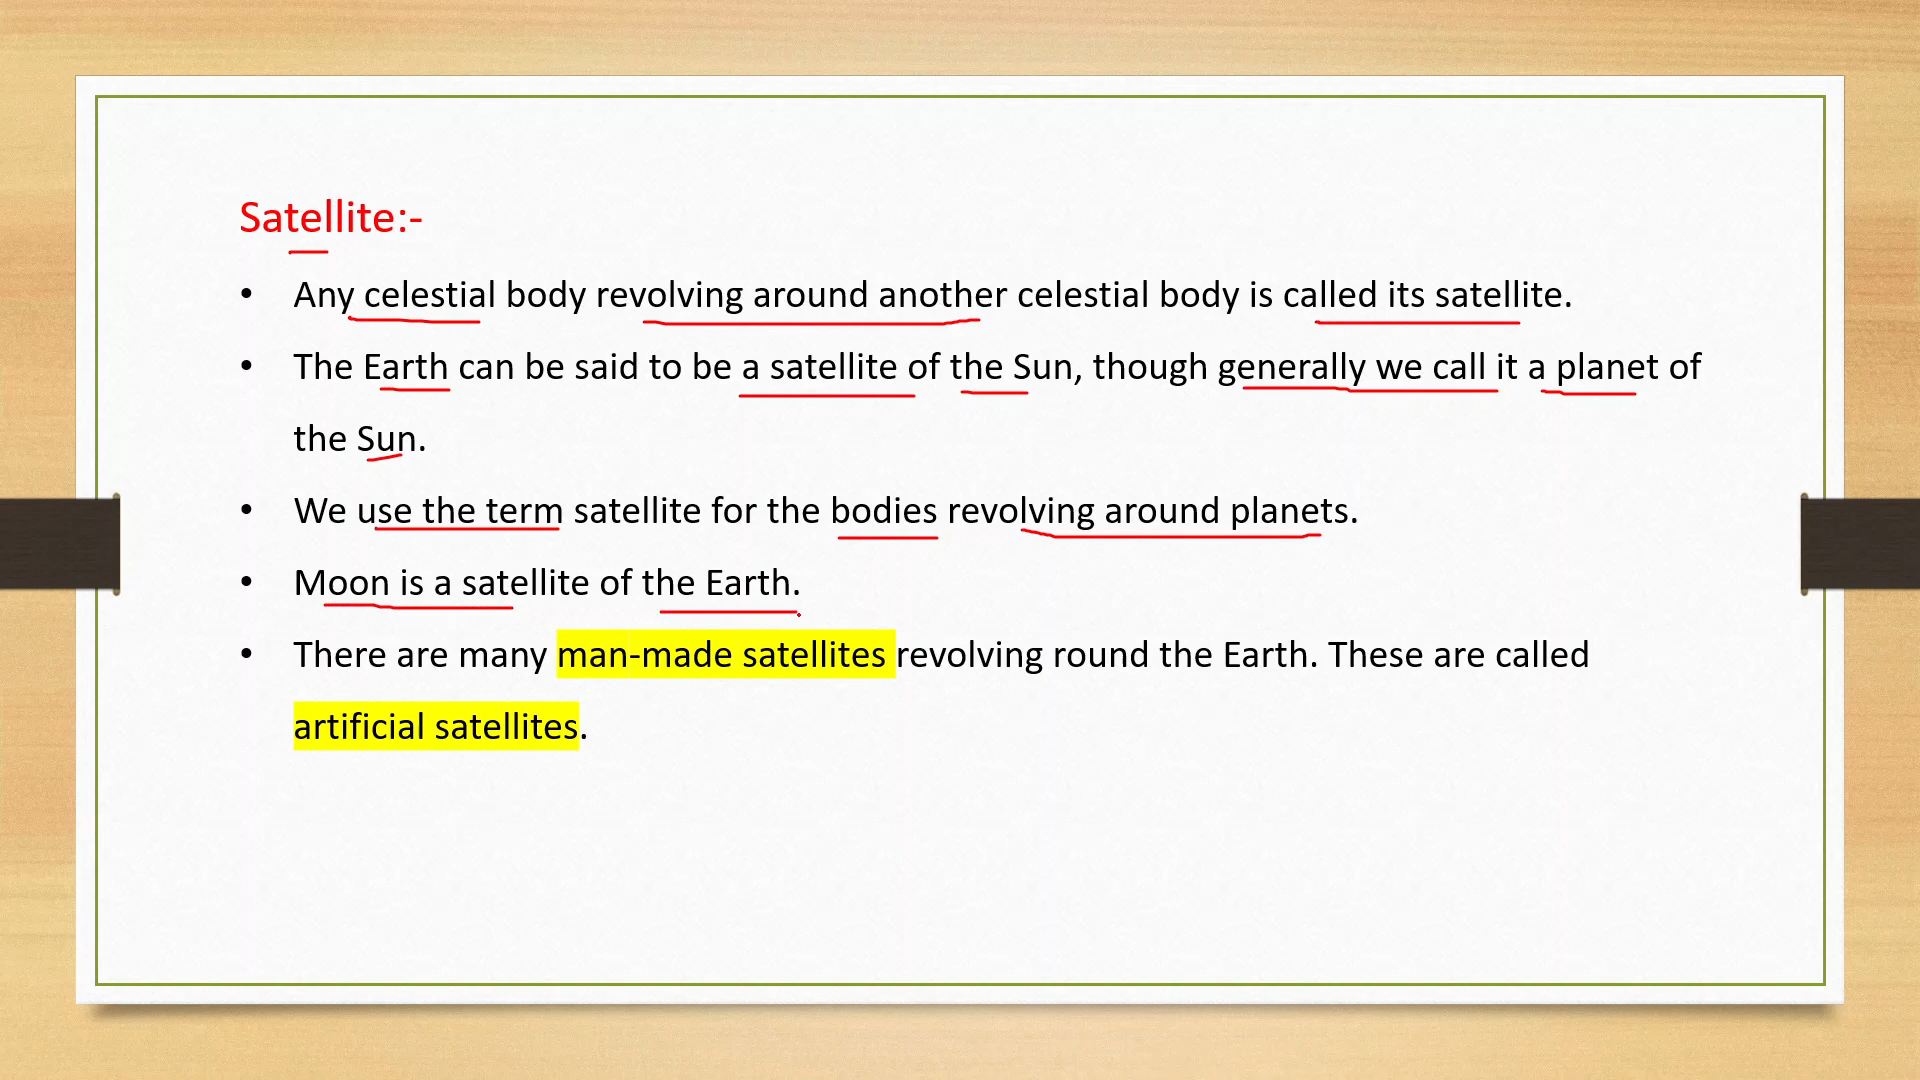 Satellite:-
• Any celestial body revolving around another celestial body is called its satellite.
• The Earth can be said to be a satellite of the Sun, though generally we call it a planet of
the Sun.
• We use the term satellite for the bodies revolving around planets.
• Moon is a satellite of the Earth.
• There are many man-made satellites revolving round the Earth. These are called
artificial satellites.